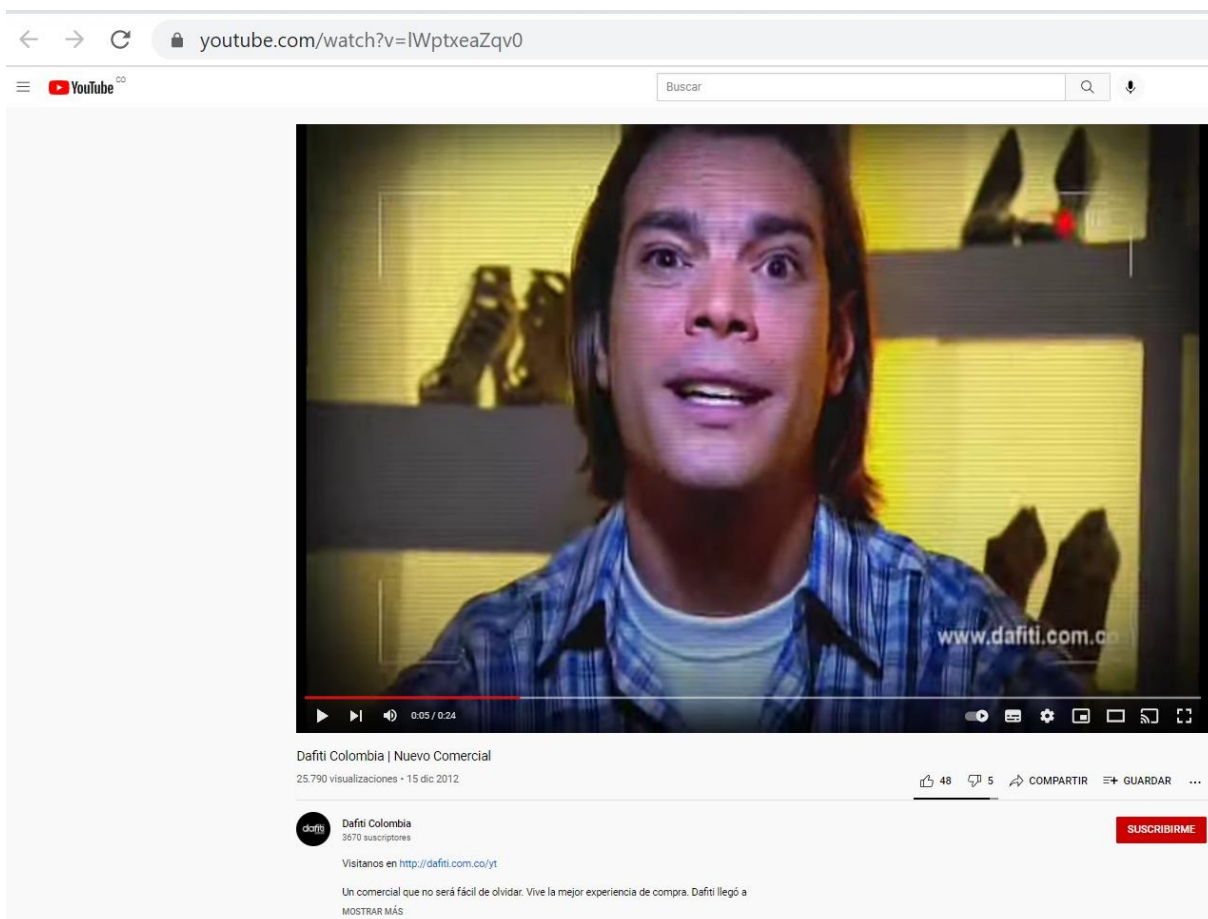 youtube.com/watch?v=lWptxeaZqv0
YouTube CO
Buscar
www.dafiti.com.co
0:05 / 0:24
Dafiti Colombia | Nuevo Comercial
25.790 visualizaciones • 15 dic 2012
48 5 COMPARTIR GUARDAR ...
dafiti
Dafiti Colombia
3670 suscriptores
SUSCRIBIRME
Visitanos en http://dafiti.com.co/yt
Un comercial que no será fácil de olvidar. Vive la mejor experiencia de compra. Dafiti llegó a
MOSTRAR MÁS